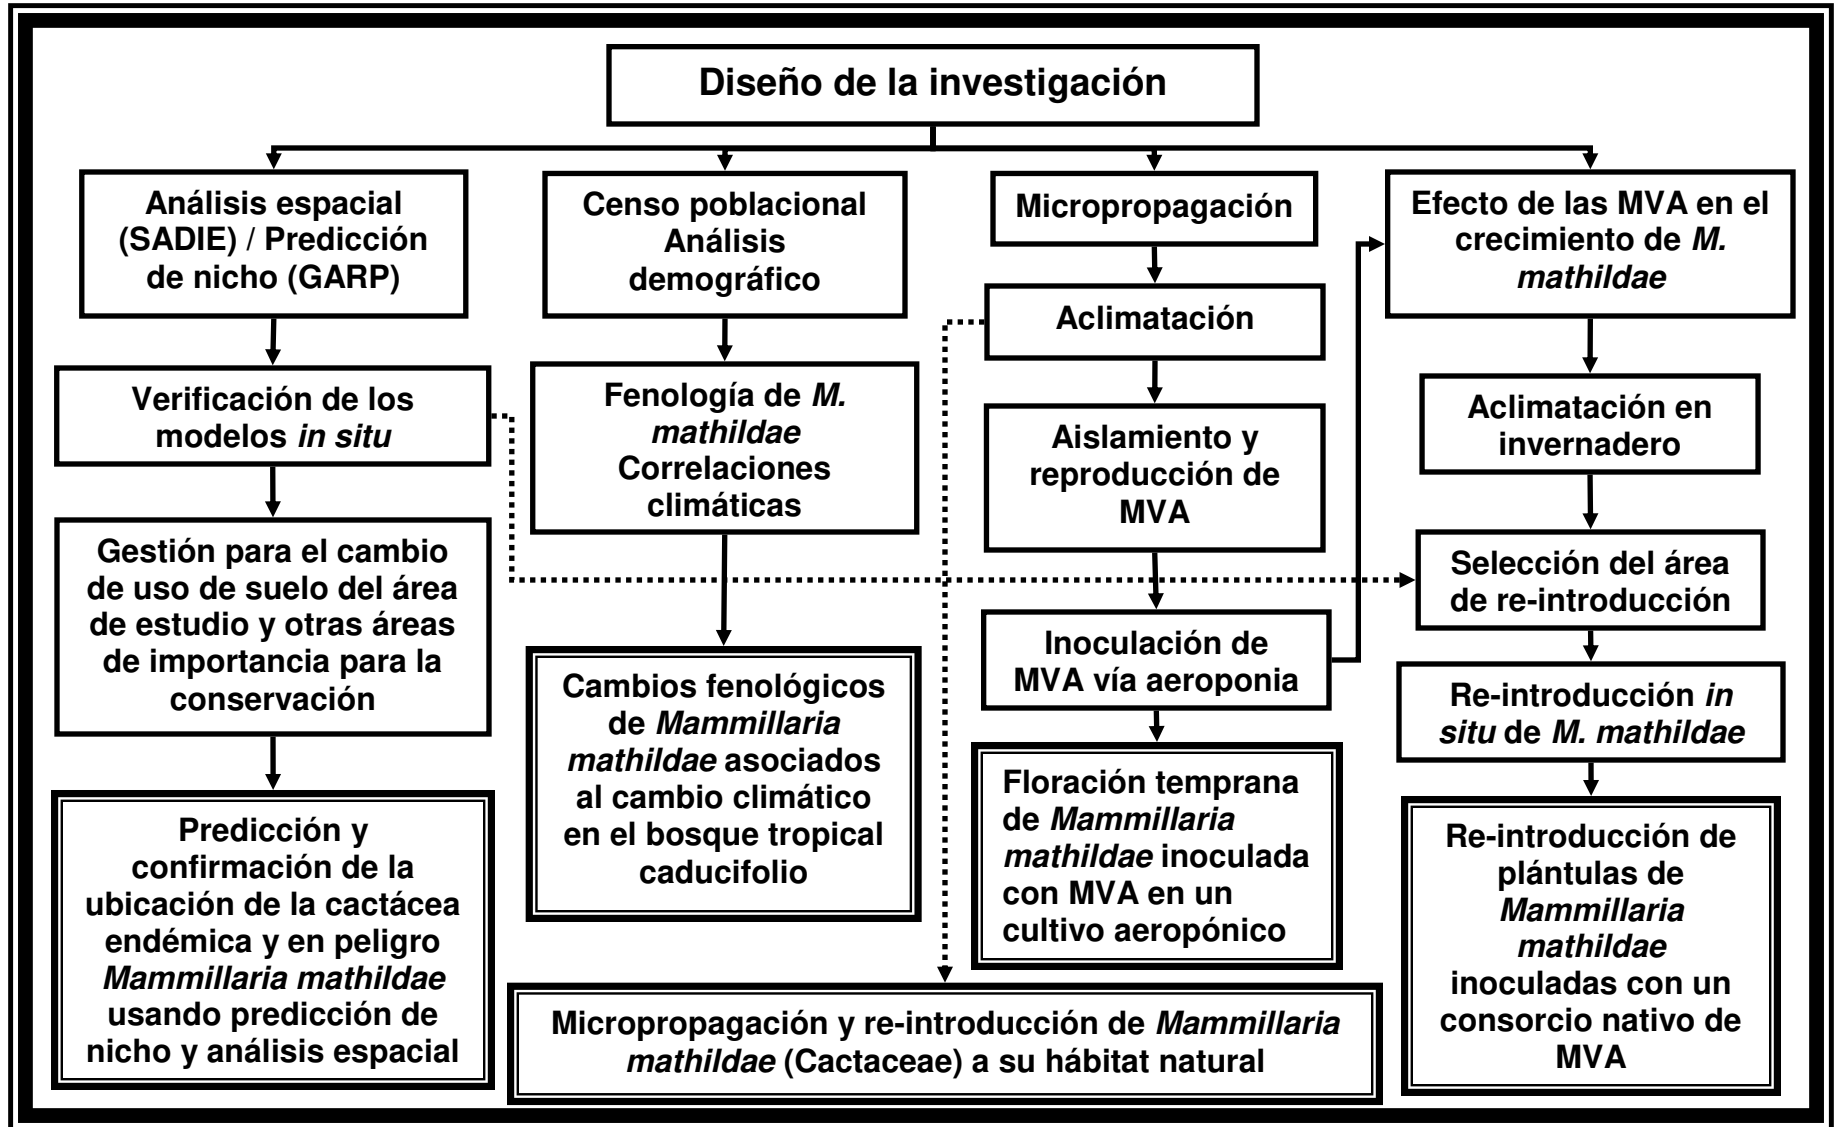 Diseño de la investigación
Análisis espacial
(SADIE) / Predicción
de nicho (GARP)
Verificación de los
modelos in situ
Gestión para el cambio
de uso de suelo del área
de estudio y otras áreas
de importancia para la
conservación
Predicción y
confirmación de la
ubicación de la cactácea
endémica y en peligro
Mammillaria mathildae
usando predicción de
nicho y análisis espacial
Censo poblacional
Análisis
demográfico
Fenología de M.
mathildae
Correlaciones
climáticas
Cambios fenológicos
de Mammillaria
mathildae asociados
al cambio climático
en el bosque tropical
caducifolio
Micropropagación
Aclimatación
Aislamiento y
reproducción de
MVA
Inoculación de
MVA vía aeroponia
Floración temprana
de Mammillaria
mathildae inoculada
con MVA en un
cultivo aeropónico
Micropropagación y re-introducción de Mammillaria
mathildae (Cactaceae) a su hábitat natural
Efecto de las MVA en el
crecimiento de M.
mathildae
Aclimatación en
invernadero
Selección del área
de re-introducción
Re-introducción in
situ de M. mathildae
Re-introducción de
plántulas de
Mammillaria
mathildae
inoculadas con un
consorcio nativo de
MVA